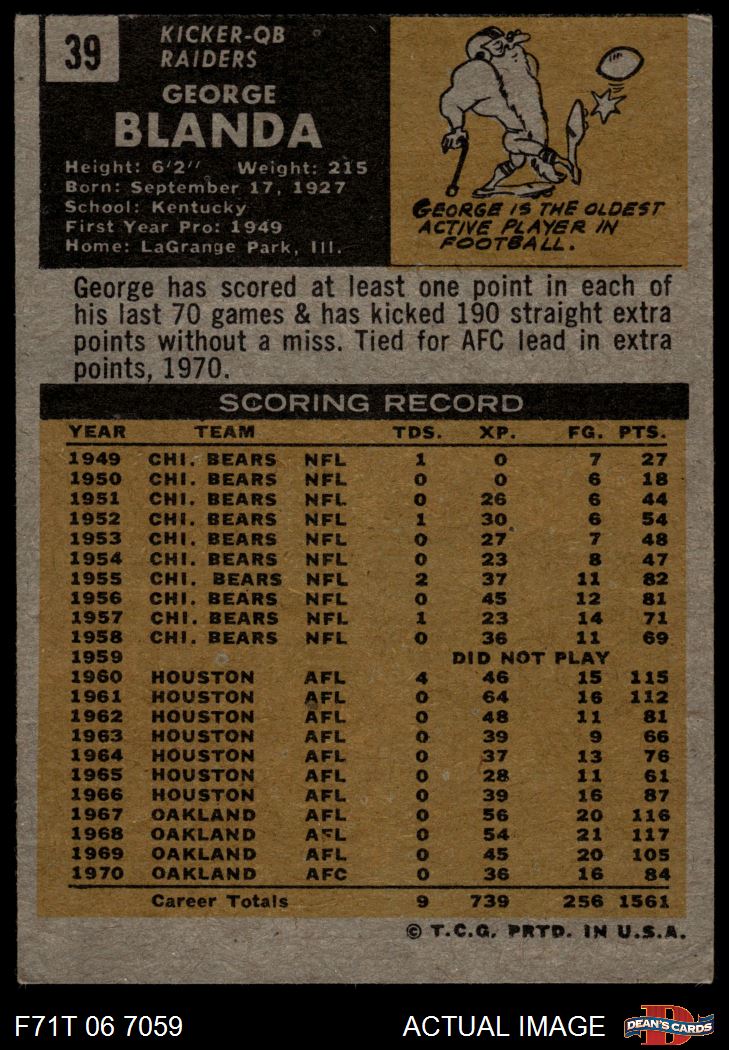 39
KICKER-QB
RAIDERS
GEORGE
BLANDA
Height: 6'2" Weight: 215
Born: September 17, 1927
School: Kentucky
First Year Pro: 1949
Home: LaGrange Park, Ill.
GEORGE IS THE OLDEST
ACTIVE PLAYER IN
FOOTBALL.
George has scored at least one point in each of
his last 70 games & has kicked 190 straight extra
points without a miss. Tied for AFC lead in extra
points, 1970.
SCORING RECORD
YEAR TEAM TDS. XP. FG. PTS.
1949 CHI. BEARS NFL 1 0 7 27
1950 CHI. BEARS NFL 0 0 6 18
1951 CHI. BEARS NFL 0 26 6 44
1952 CHI. BEARS NFL 1 30 6 54
1953 CHI. BEARS NFL 0 27 7 48
1954 CHI. BEARS NFL 0 23 8 47
1955 CHI. BEARS NFL 2 37 11 82
1956 CHI. BEARS NFL 0 45 12 81
1957 CHI. BEARS NFL 1 23 14 71
1958 CHI. BEARS NFL 0 36 11 69
1959 DID NOT PLAY
1960 HOUSTON AFL 4 46 15 115
1961 HOUSTON AFL 0 64 16 112
1962 HOUSTON AFL 0 48 11 81
1963 HOUSTON AFL 0 39 9 66
1964 HOUSTON AFL 0 37 13 76
1965 HOUSTON AFL 0 28 11 61
1966 HOUSTON AFL 0 39 16 87
1967 OAKLAND AFL 0 56 20 116
1968 OAKLAND AFL 0 54 21 117
1969 OAKLAND AFL 0 45 20 105
1970 OAKLAND AFC 0 36 16 84
Career Totals 9 739 256 1561
© T.C.G. PRTD. IN U.S.A.
F71T 06 7059 ACTUAL IMAGE
D
DEAN'S CARDS